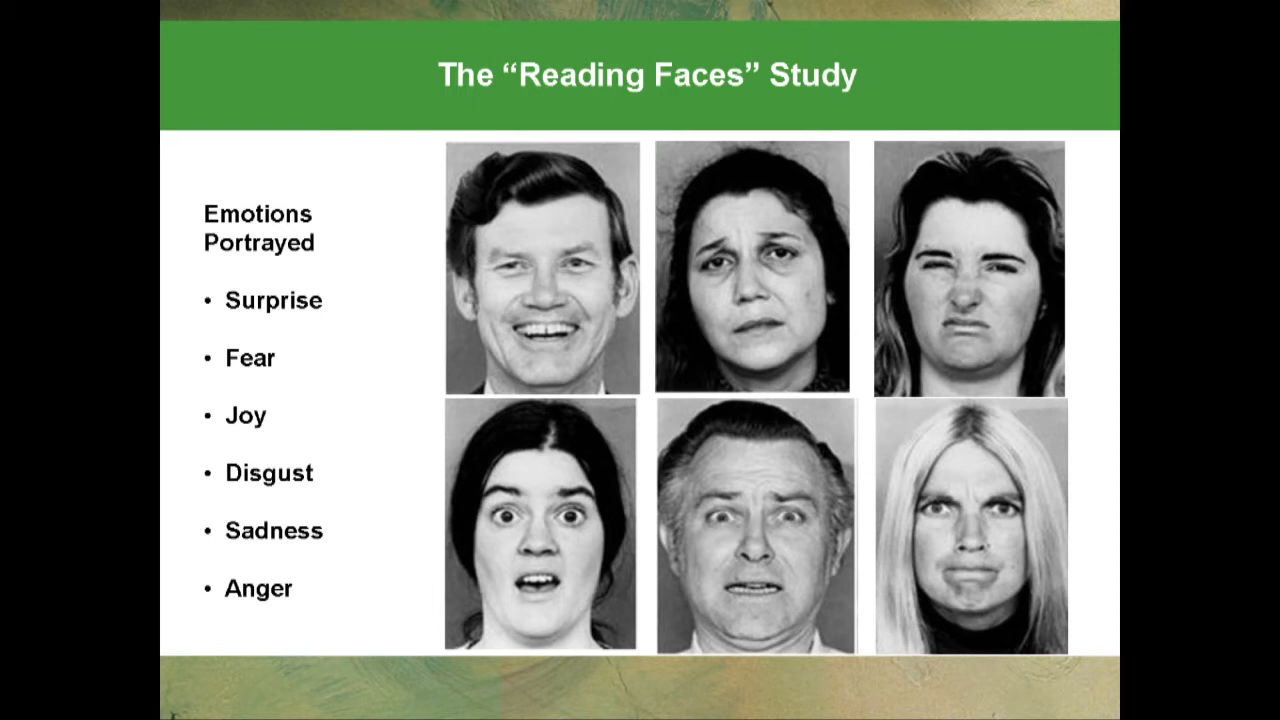 The “Reading Faces” Study
Emotions
Portrayed
• Surprise
• Fear
• Joy
• Disgust
• Sadness
• Anger